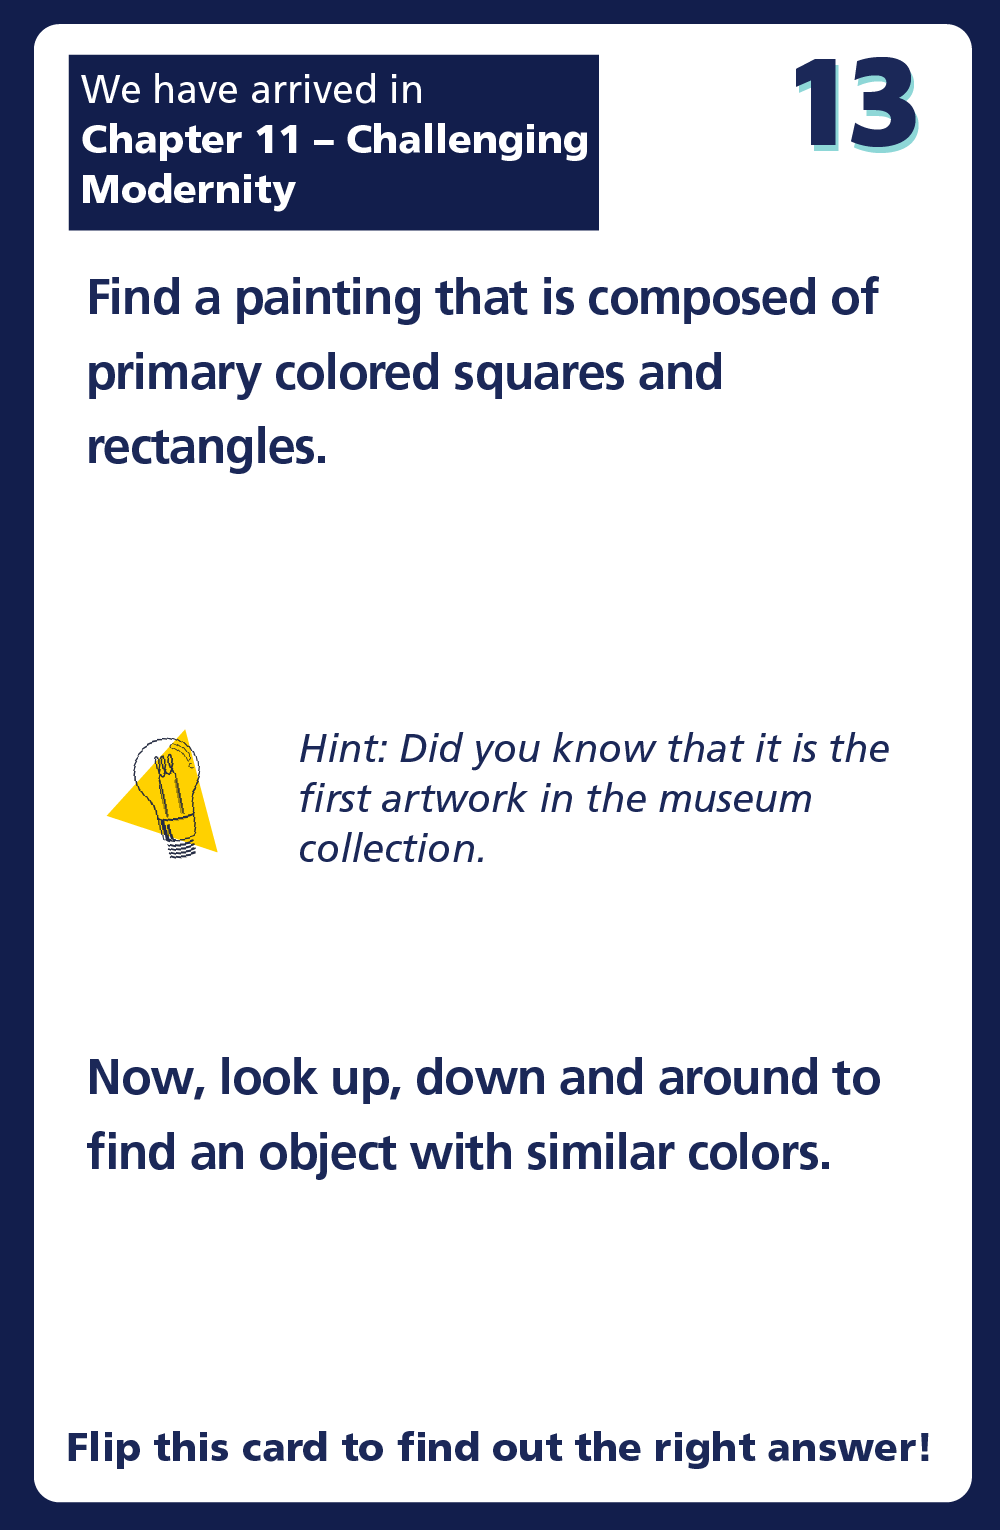 We have arrived in
Chapter 11 – Challenging
Modernity
13
Find a painting that is composed of
primary colored squares and
rectangles.
Hint: Did you know that it is the
first artwork in the museum
collection.
Now, look up, down and around to
find an object with similar colors.
Flip this card to find out the right answer!